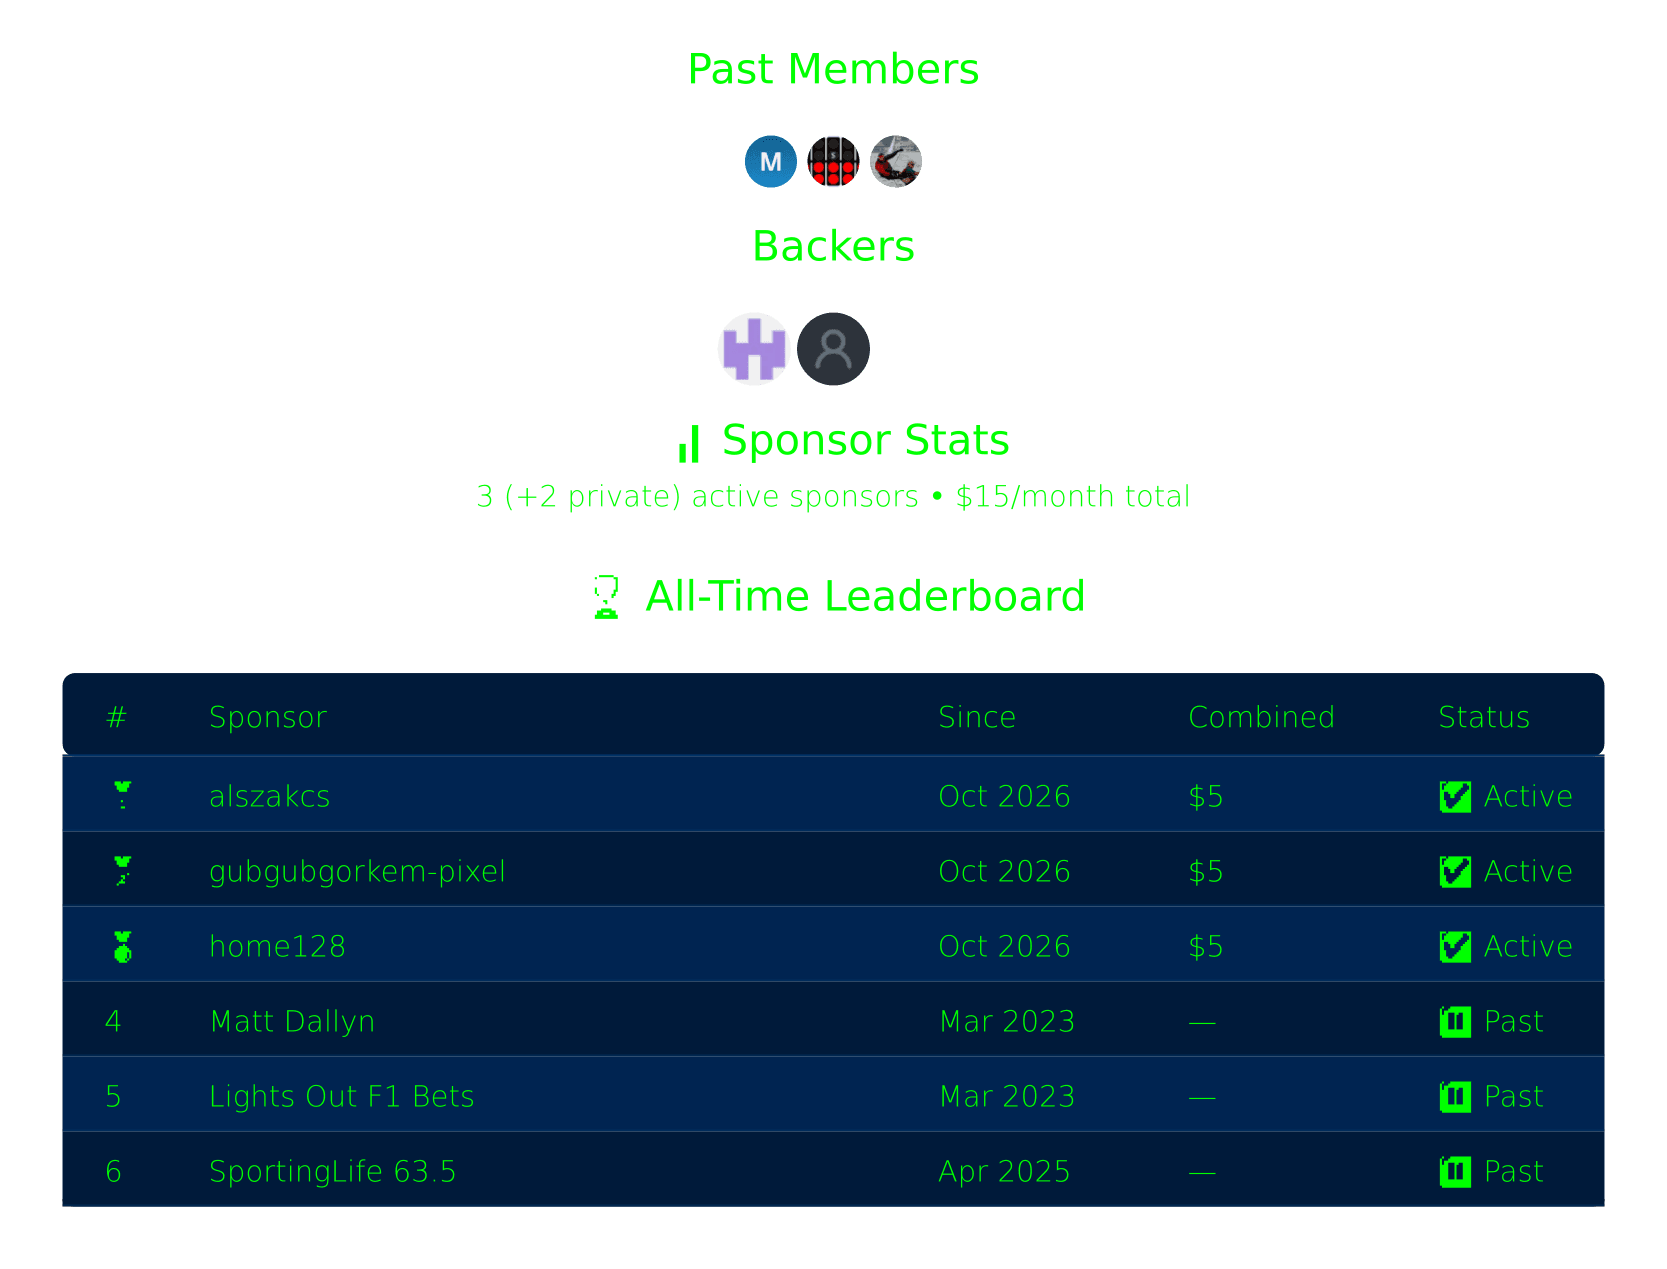 Past Members
M
Backers
Sponsor Stats
3 (+2 private) active sponsors • $15/month total
All-Time Leaderboard
# Sponsor Since Combined Status
alszakcs Oct 2026 $5 Active
gubgubgorkem-pixel Oct 2026 $5 Active
home128 Oct 2026 $5 Active
4 Matt Dallyn Mar 2023 — Past
5 Lights Out F1 Bets Mar 2023 — Past
6 SportingLife 63.5 Apr 2025 — Past